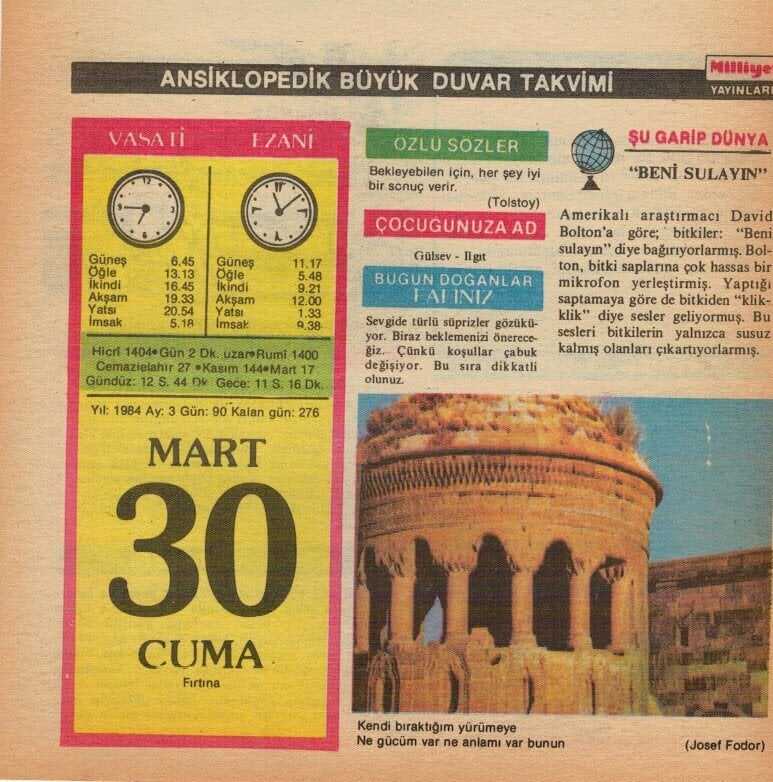 ANSİKLOPEDİK BÜYÜK DUVAR TAKVİMİ
Milliyet
YAYINLARI
VASATİ EZANİ
Güneş 6.45
Öğle 13.13
İkindi 16.45
Akşam 19.33
Yatsı 20.54
İmsak 5.18
Güneş 11.17
Öğle 5.48
İkindi 9.21
Akşam 12.00
Yatsı 1.33
İmsak 9.38
Hicrî 1404•Gün 2 Dk. uzar•Rumî 1400
Cemazielahır 27 •Kasım 144•Mart 17
Gündüz: 12 S. 44 Dk Gece: 11 S. 16 Dk.
Yıl: 1984 Ay: 3 Gün: 90 Kalan gün: 276
MART
30
CUMA
Fırtına
ÖZLÜ SÖZLER
Bekleyebilen için, her şey iyi
bir sonuç verir.
(Tolstoy)
ÇOCUĞUNUZA AD
Gülsev - Ilgıt
BUGÜN DOĞANLAR
FALINIZ
Sevgide türlü süprizler gözükü-
yor. Biraz beklemenizi önerece-
ğiz. Çünkü koşullar çabuk
değişiyor. Bu sıra dikkatli
olunuz.
ŞU GARİP DÜNYA
“BENİ SULAYIN”
Amerikalı araştırmacı David
Bolton'a göre; bitkiler: “Beni
sulayın” diye bağırıyorlarmış. Bol-
ton, bitki saplarına çok hassas bir
mikrofon yerleştirmiş. Yaptığı
saptamaya göre de bitkiden “klik-
klik” diye sesler geliyormuş. Bu
sesleri bitkilerin yalnızca susuz
kalmış olanları çıkartıyorlarmış.
Kendi bıraktığım yürümeye
Ne gücüm var ne anlamı var bunun
(Josef Fodor)